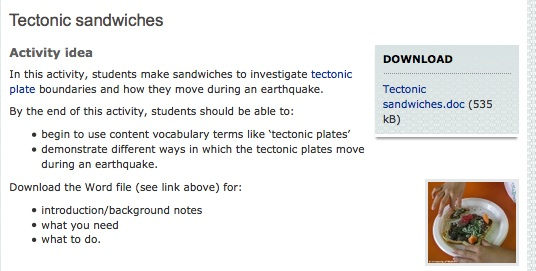 Tectonic sandwiches
Activity idea
In this activity, students make sandwiches to investigate tectonic
plate boundaries and how they move during an earthquake.
By the end of this activity, students should be able to:
• begin to use content vocabulary terms like ‘tectonic plates’
• demonstrate different ways in which the tectonic plates move
during an earthquake.
Download the Word file (see link above) for:
• introduction/background notes
• what you need
• what to do.
DOWNLOAD
Tectonic
sandwiches.doc (535
kB)